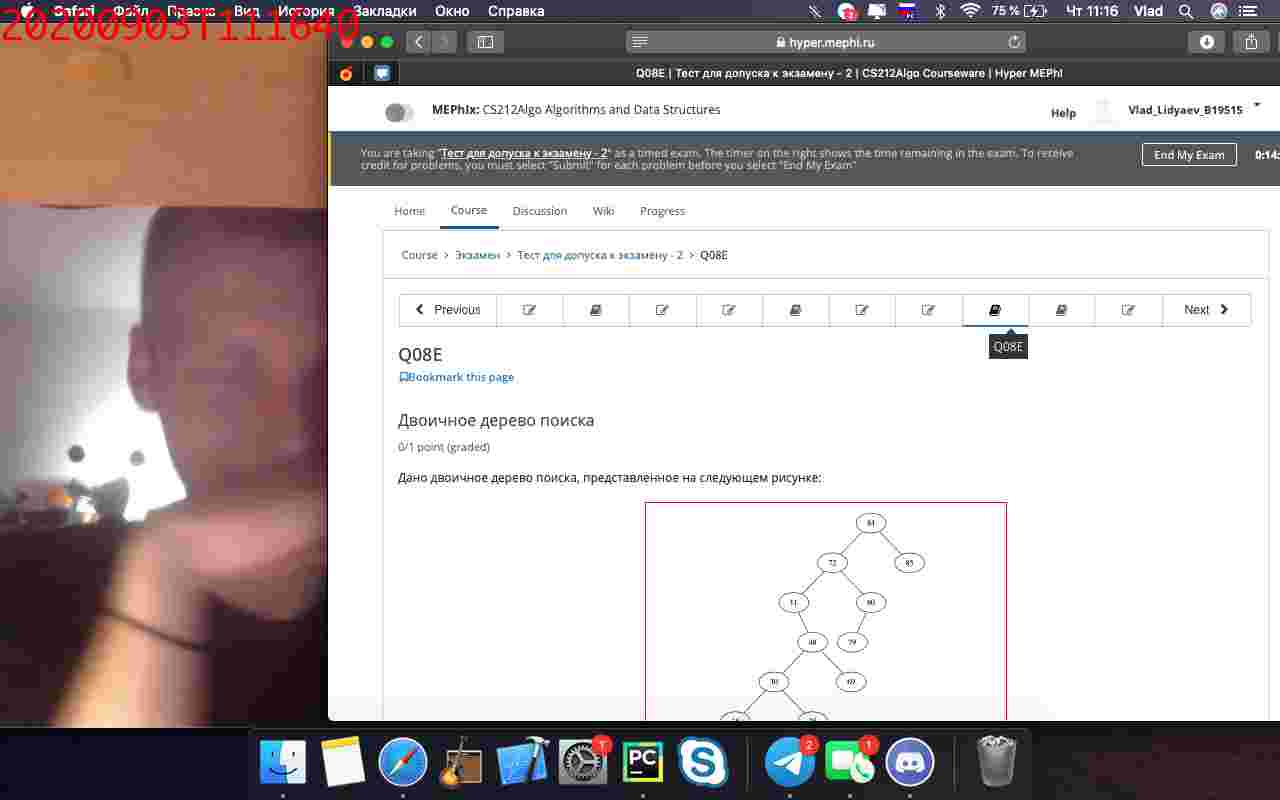 20200903T111640
Safari Файл Правка Вид История Закладки Окно Справка
2 75 % Чт 11:16 Vlad
hyper.mephi.ru
Q08E | Тест для допуска к экзамену – 2 | CS212Algo Courseware | Hyper MEPhI
MEPhIx: CS212Algo Algorithms and Data Structures
Help Vlad_Lidyaev_B19515
You are taking "Тест для допуска к экзамену - 2" as a timed exam. The timer on the right shows the time remaining in the exam. To receive
credit for problems, you must select "Submit" for each problem before you select "End My Exam"
End My Exam 0:14:
Home Course Discussion Wiki Progress
Course > Экзамен > Тест для допуска к экзамену - 2 > Q08E
Previous Next
Q08E
Q08E
Bookmark this page
Двоичное дерево поиска
0/1 point (graded)
Дано двоичное дерево поиска, представленное на следующем рисунке:
72 85
79
1
PC
2 1